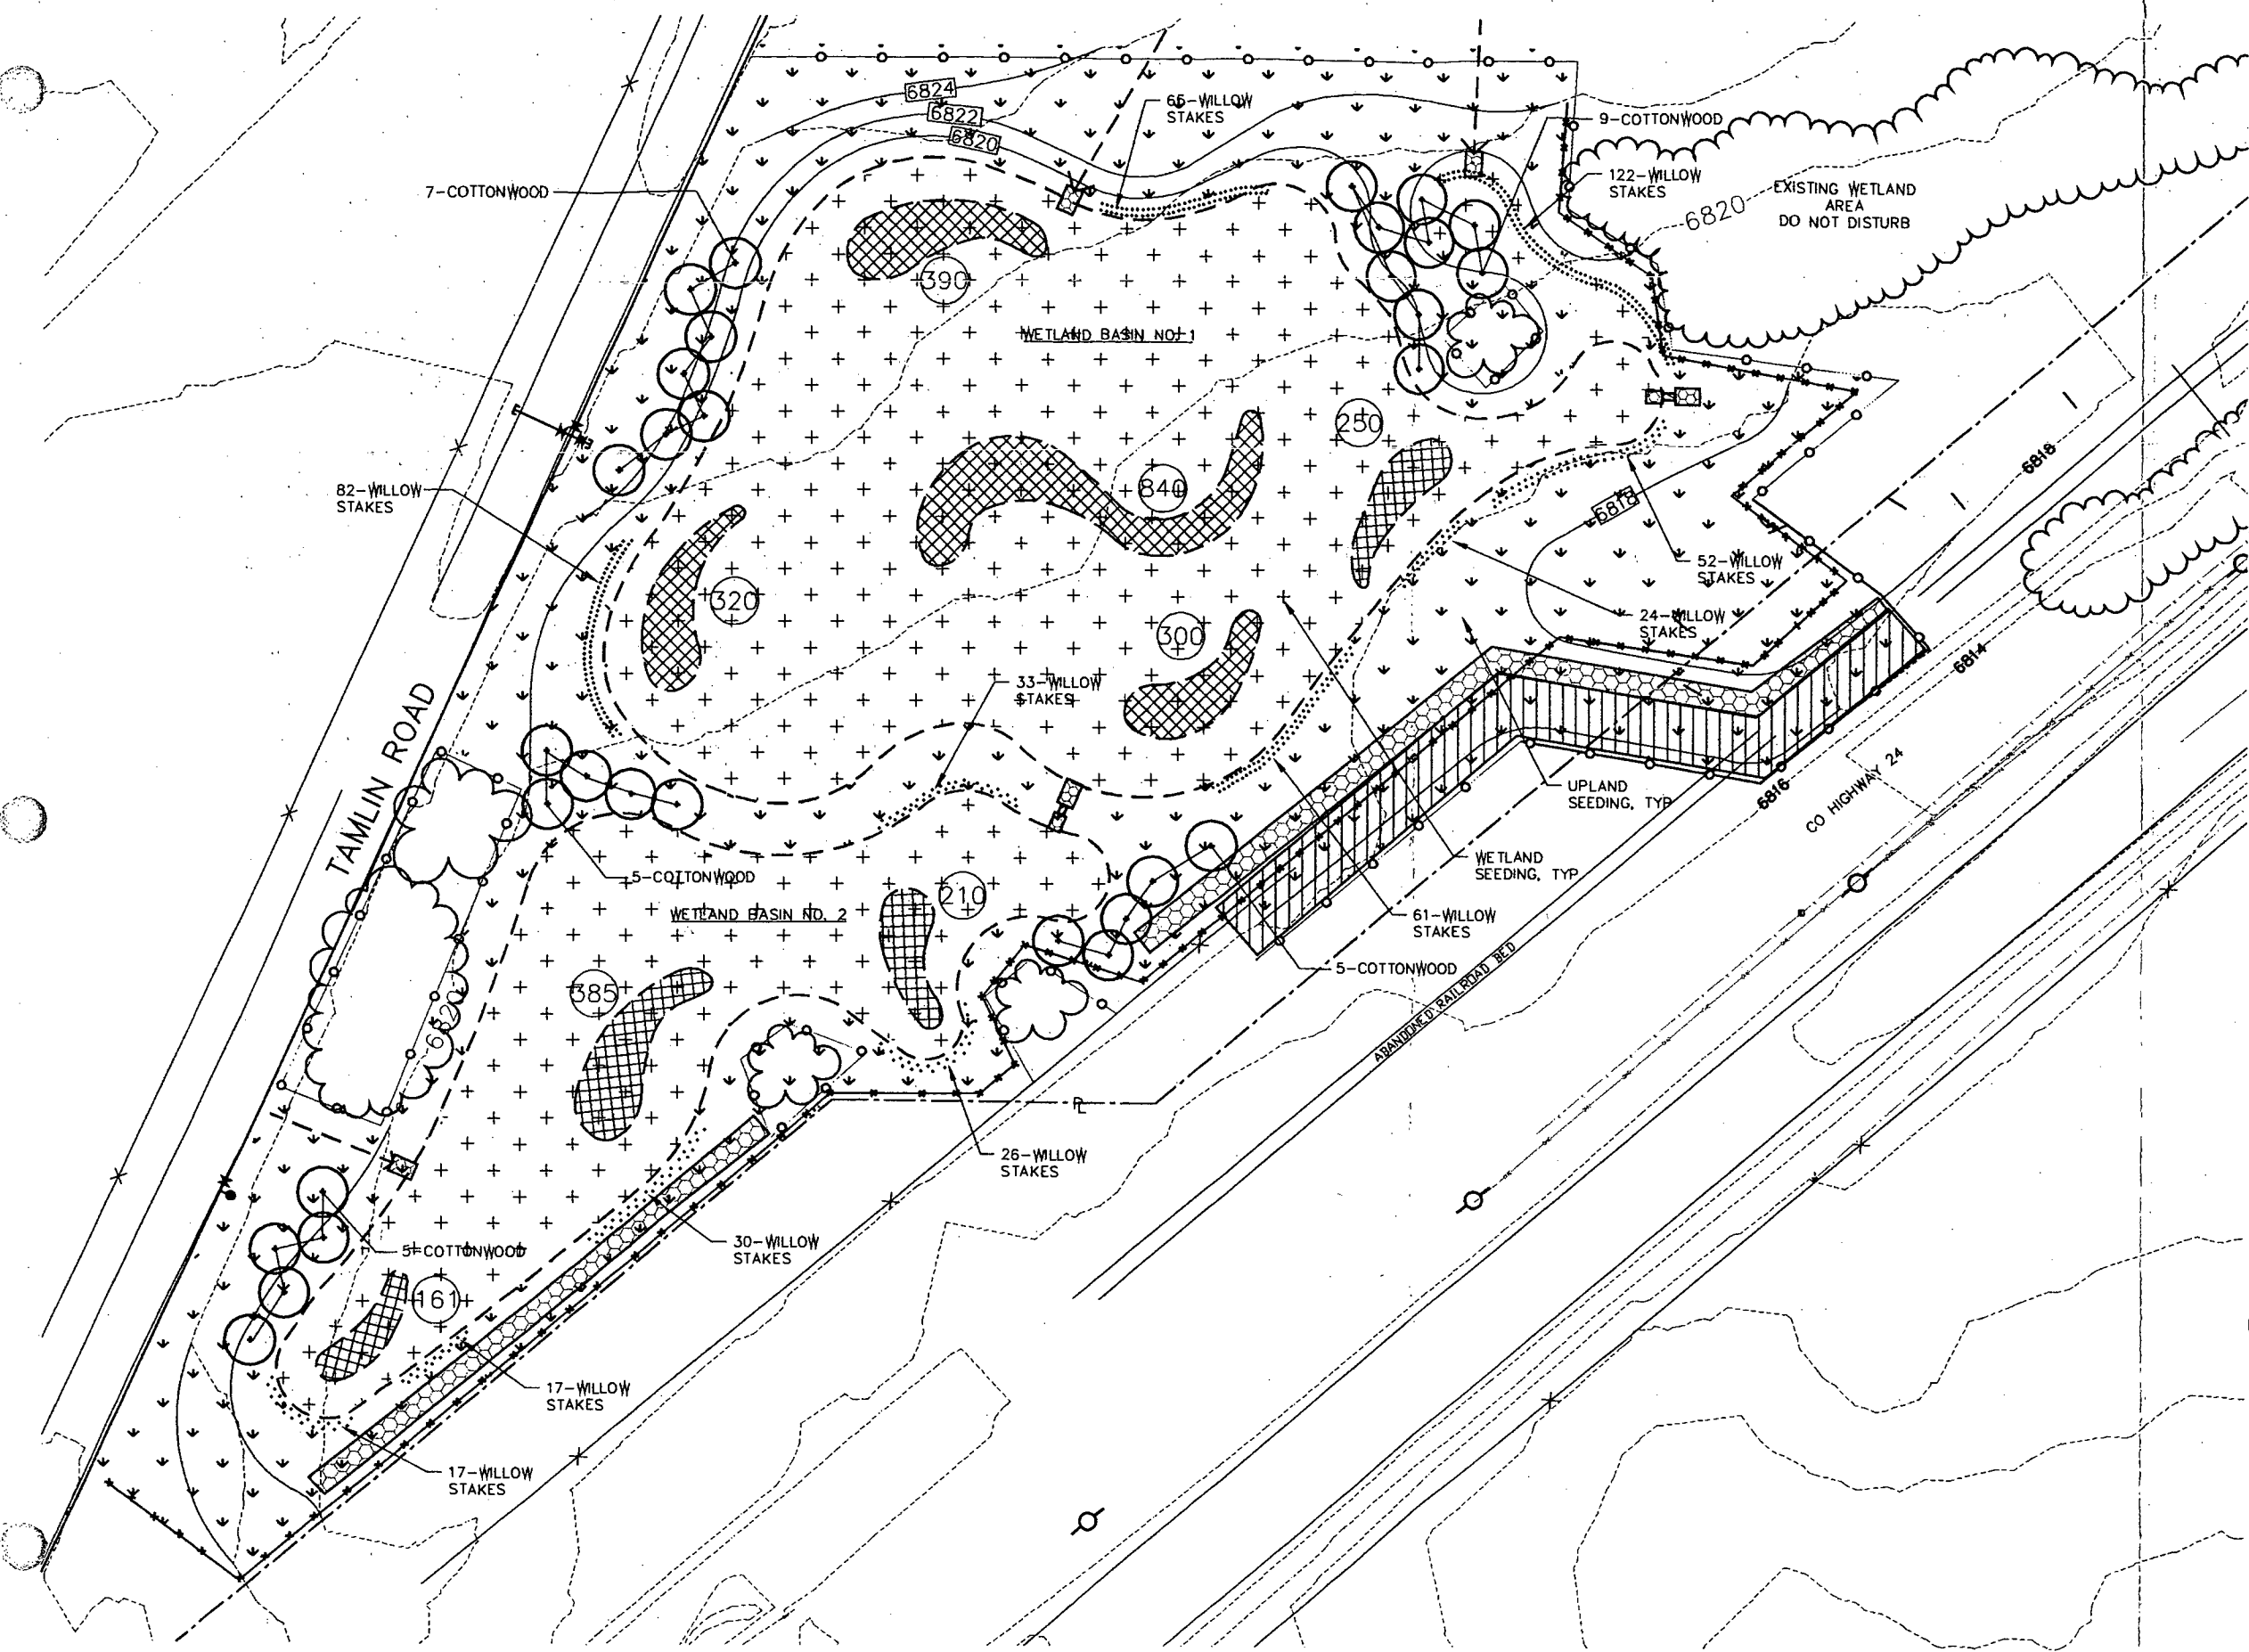 6824
6822
6820
65-WILLOW
STAKES
9-COTTONWOOD
7-COTTONWOOD
122-WILLOW
STAKES
EXISTING WETLAND
AREA
DO NOT DISTURB
6820
390
WETLAND BASIN NO. 1
250
82-WILLOW
STAKES
840
6818
6818
52-WILLOW
STAKES
320
300
24-WILLOW
STAKES
33-WILLOW
STAKES
6814
TAMLIN ROAD
UPLAND
SEEDING, TYP
6816
CO HIGHWAY 24
5-COTTONWOOD
WETLAND
SEEDING, TYP
210
WETLAND BASIN NO. 2
61-WILLOW
STAKES
5-COTTONWOOD
385
6820
ABANDONED RAILROAD BED
PL
26-WILLOW
STAKES
30-WILLOW
STAKES
5-COTTONWOOD
161
17-WILLOW
STAKES
17-WILLOW
STAKES